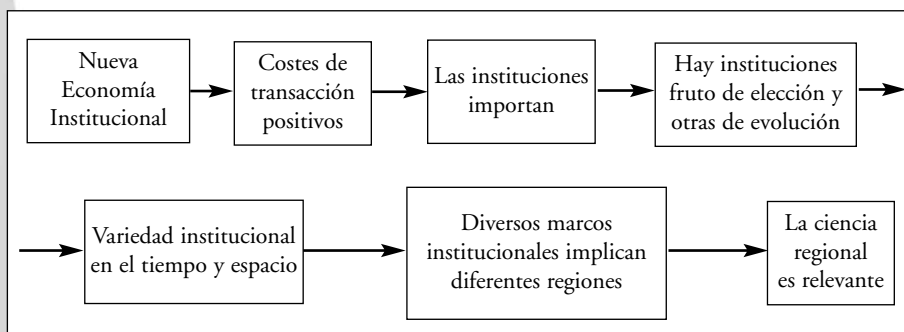 Nueva
Economía
Institucional
Costes de
transacción
positivos
Las instituciones
importan
Hay instituciones
fruto de elección y
otras de evolución
Variedad institucional
en el tiempo y espacio
Diversos marcos
institucionales implican
diferentes regiones
La ciencia
regional
es relevante